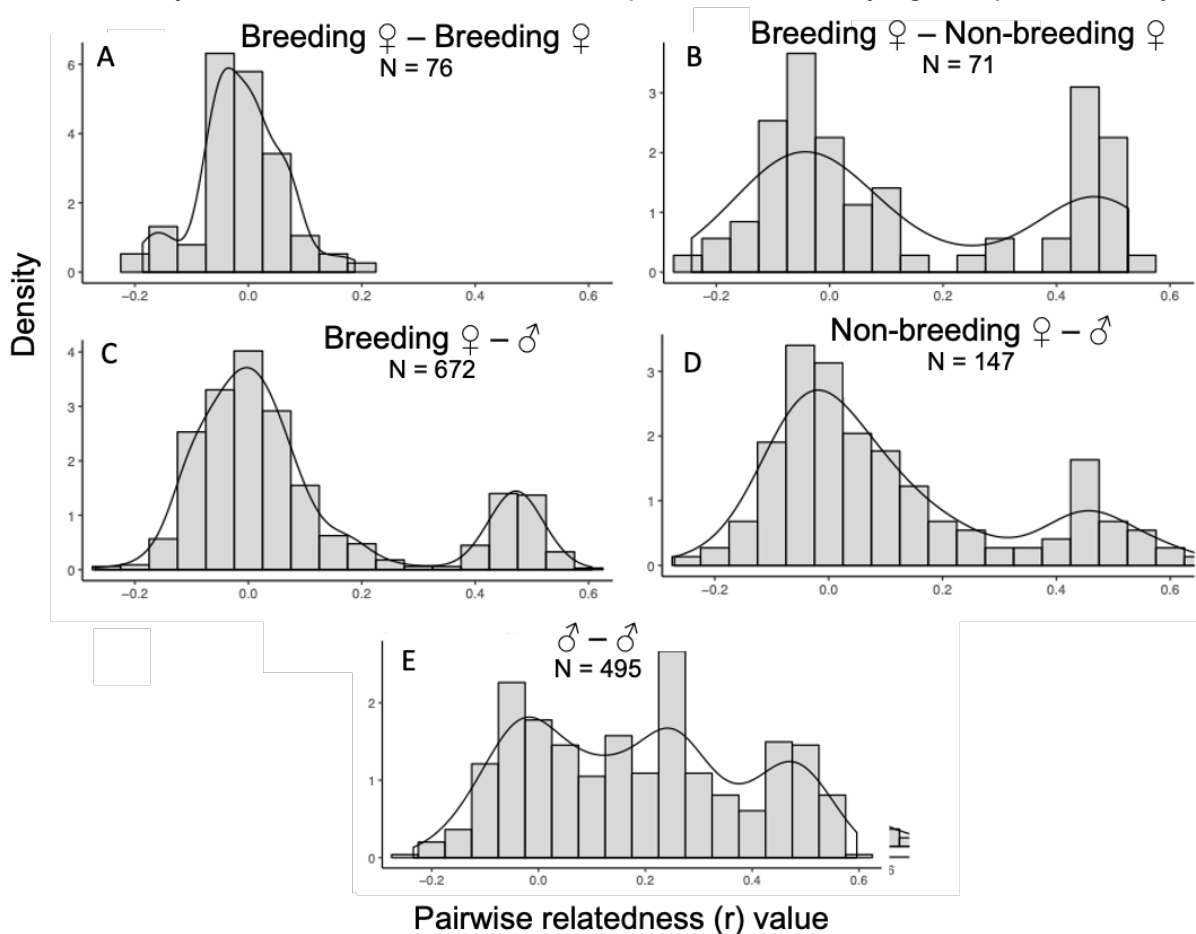 A
Breeding ♀ – Breeding ♀
N = 76
6
4
2
0
−0.2 0.0 0.2 0.4 0.6
B
Breeding ♀ – Non-breeding ♀
N = 71
3
2
1
0
−0.2 0.0 0.2 0.4 0.6
Density
C
Breeding ♀ – ♂
N = 672
4
3
2
1
0
−0.2 0.0 0.2 0.4 0.6
D
Non-breeding ♀ – ♂
N = 147
3
2
1
0
−0.2 0.0 0.2 0.4 0.6
E
♂ – ♂
N = 495
2
1
0
−0.2 0.0 0.2 0.4 0.6
Pairwise relatedness (r) value